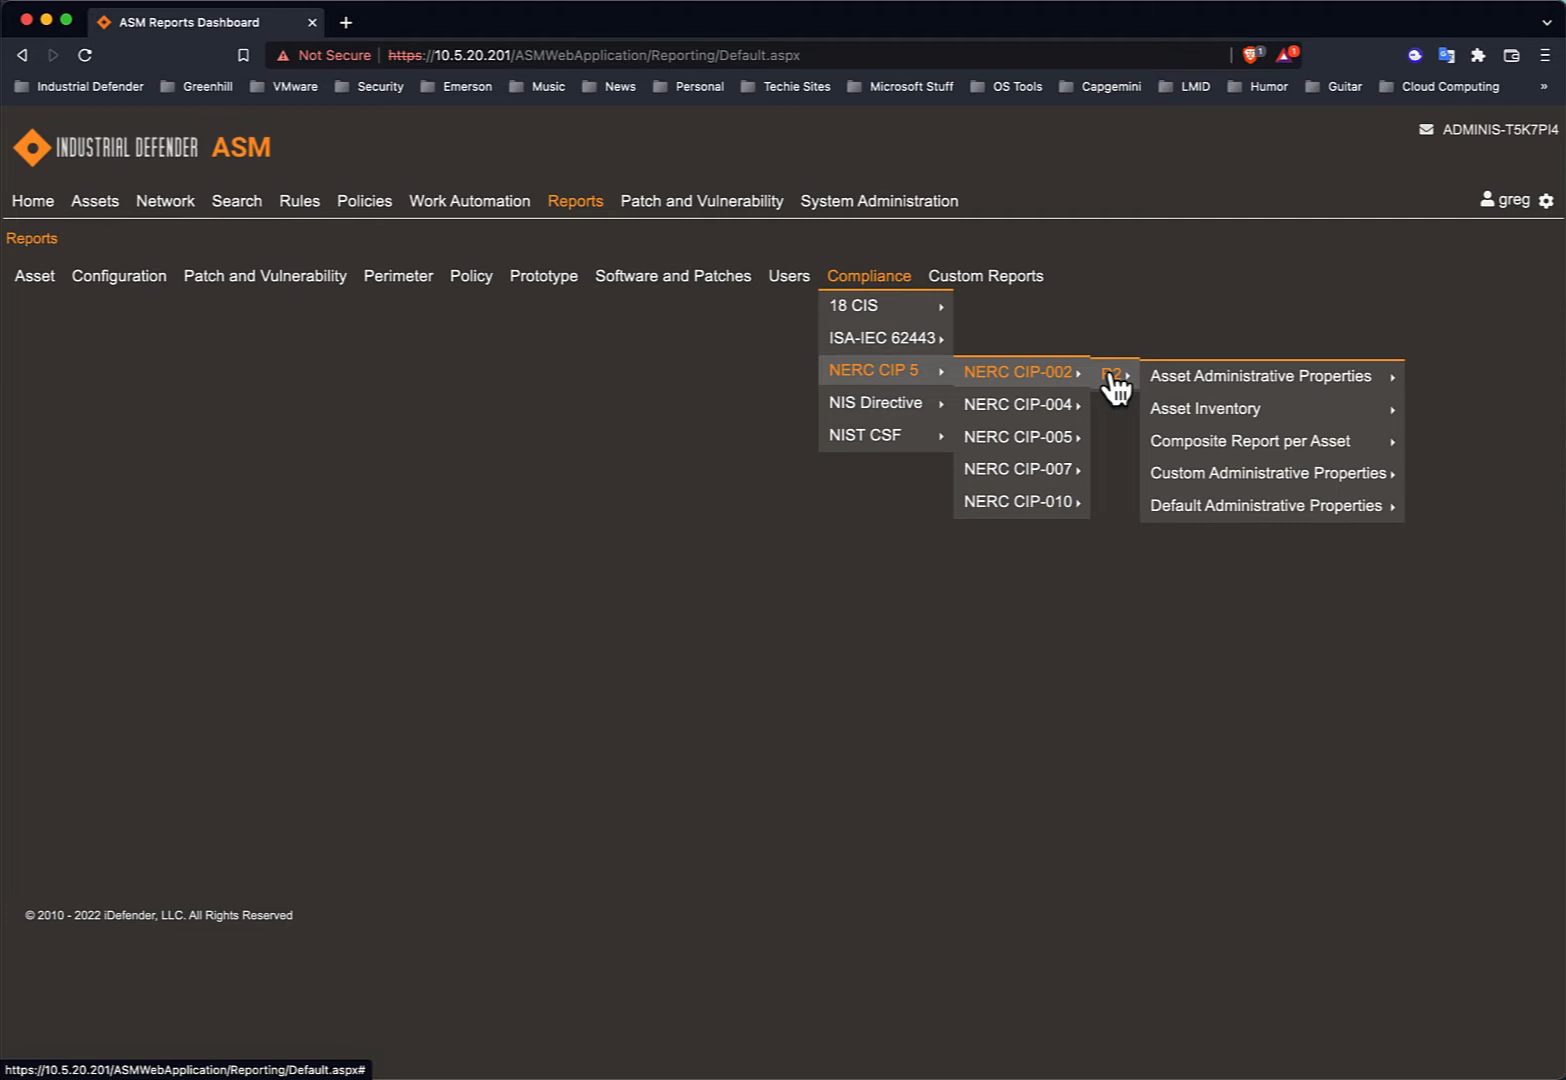 ASM Reports Dashboard
Not Secure https://10.5.20.201/ASMWebApplication/Reporting/Default.aspx 1 1
Industrial Defender Greenhill VMware Security Emerson Music News Personal Techie Sites Microsoft Stuff OS Tools Capgemini LMID Humor Guitar Cloud Computing »
INDUSTRIAL DEFENDER ASM
ADMINIS-T5K7PI4
Home Assets Network Search Rules Policies Work Automation Reports Patch and Vulnerability System Administration greg
Reports
Asset Configuration Patch and Vulnerability Perimeter Policy Prototype Software and Patches Users Compliance Custom Reports
18 CIS
ISA-IEC 62443
NERC CIP 5
NIS Directive
NIST CSF
NERC CIP-002
NERC CIP-004
NERC CIP-005
NERC CIP-007
NERC CIP-010
Asset Administrative Properties
Asset Inventory
Composite Report per Asset
Custom Administrative Properties
Default Administrative Properties
© 2010 - 2022 iDefender, LLC. All Rights Reserved
https://10.5.20.201/ASMWebApplication/Reporting/Default.aspx#